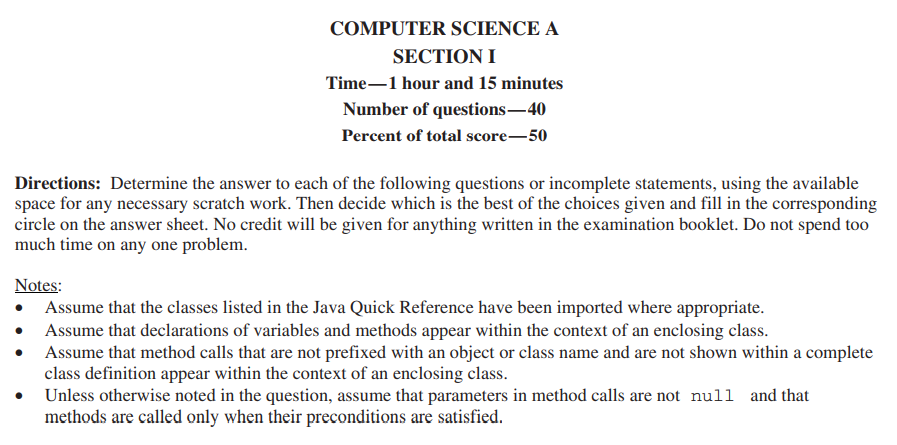 COMPUTER SCIENCE A
SECTION I
Time—1 hour and 15 minutes
Number of questions—40
Percent of total score—50
Directions: Determine the answer to each of the following questions or incomplete statements, using the available
space for any necessary scratch work. Then decide which is the best of the choices given and fill in the corresponding
circle on the answer sheet. No credit will be given for anything written in the examination booklet. Do not spend too
much time on any one problem.
Notes:
• Assume that the classes listed in the Java Quick Reference have been imported where appropriate.
• Assume that declarations of variables and methods appear within the context of an enclosing class.
• Assume that method calls that are not prefixed with an object or class name and are not shown within a complete
class definition appear within the context of an enclosing class.
• Unless otherwise noted in the question, assume that parameters in method calls are not null and that
methods are called only when their preconditions are satisfied.